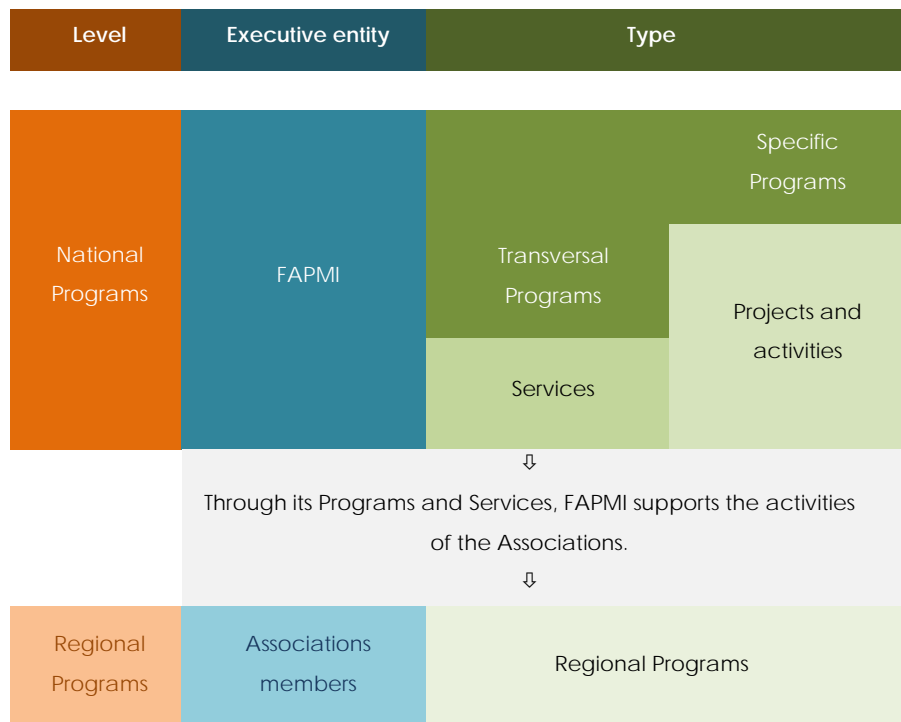 Level
Executive entity
Type
National
Programs
FAPMI
Transversal
Programs
Services
Specific
Programs
Projects and
activities
⇩
Through its Programs and Services, FAPMI supports the activities
of the Associations.
⇩
Regional
Programs
Associations
members
Regional Programs